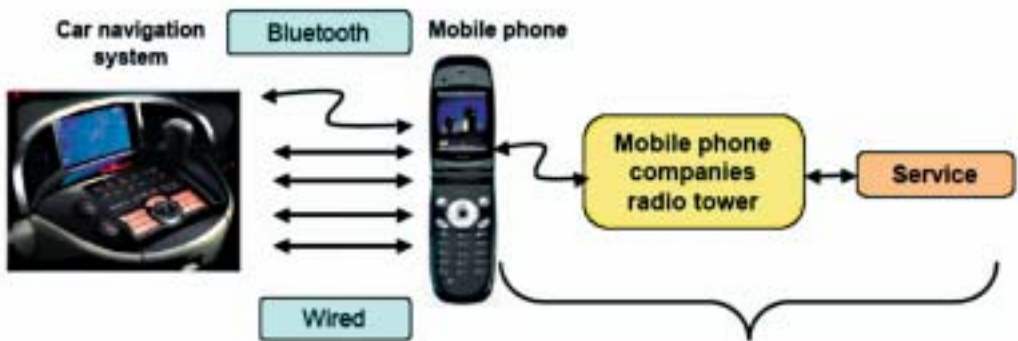 Car navigation
system
Bluetooth
Mobile phone
Mobile phone
companies
radio tower
Service
Wired